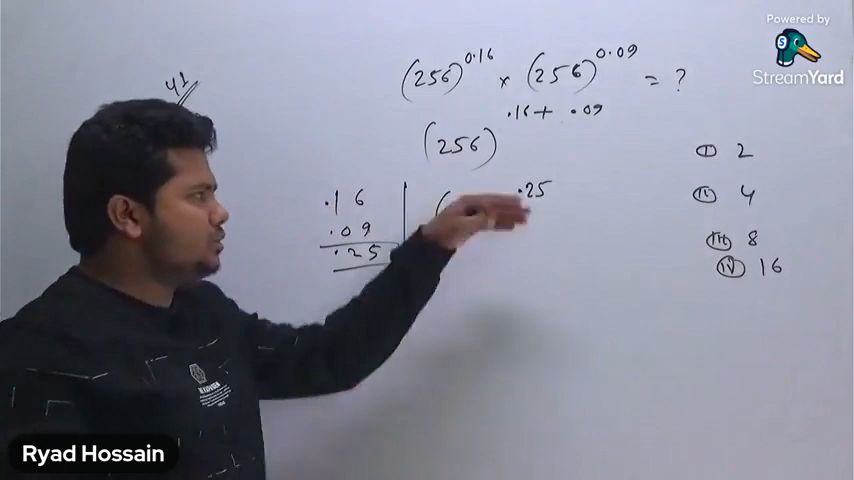 Powered by
StreamYard
41
(256)^0.16 × (256)^0.09 = ?
(256)^.16 + .09
.16
.09
.25
( .25
(I) 2
(II) 4
(III) 8
(IV) 16
Ryad Hossain